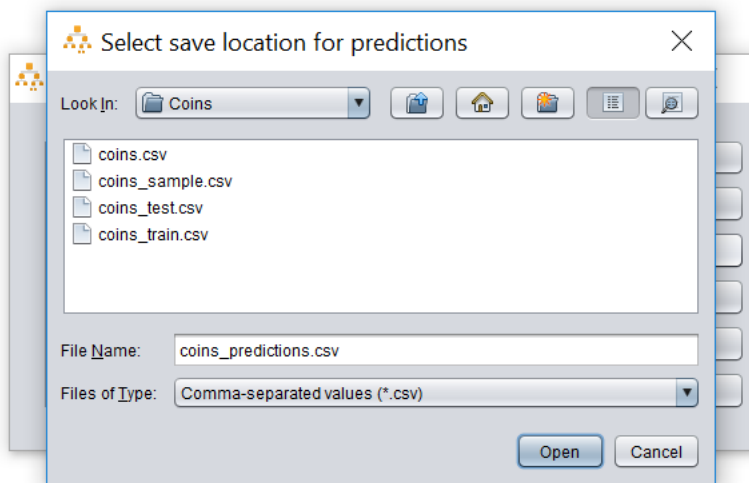 Select save location for predictions
Look In: Coins
coins.csv
coins_sample.csv
coins_test.csv
coins_train.csv
File Name: coins_predictions.csv
Files of Type: Comma-separated values (*.csv)
Open Cancel